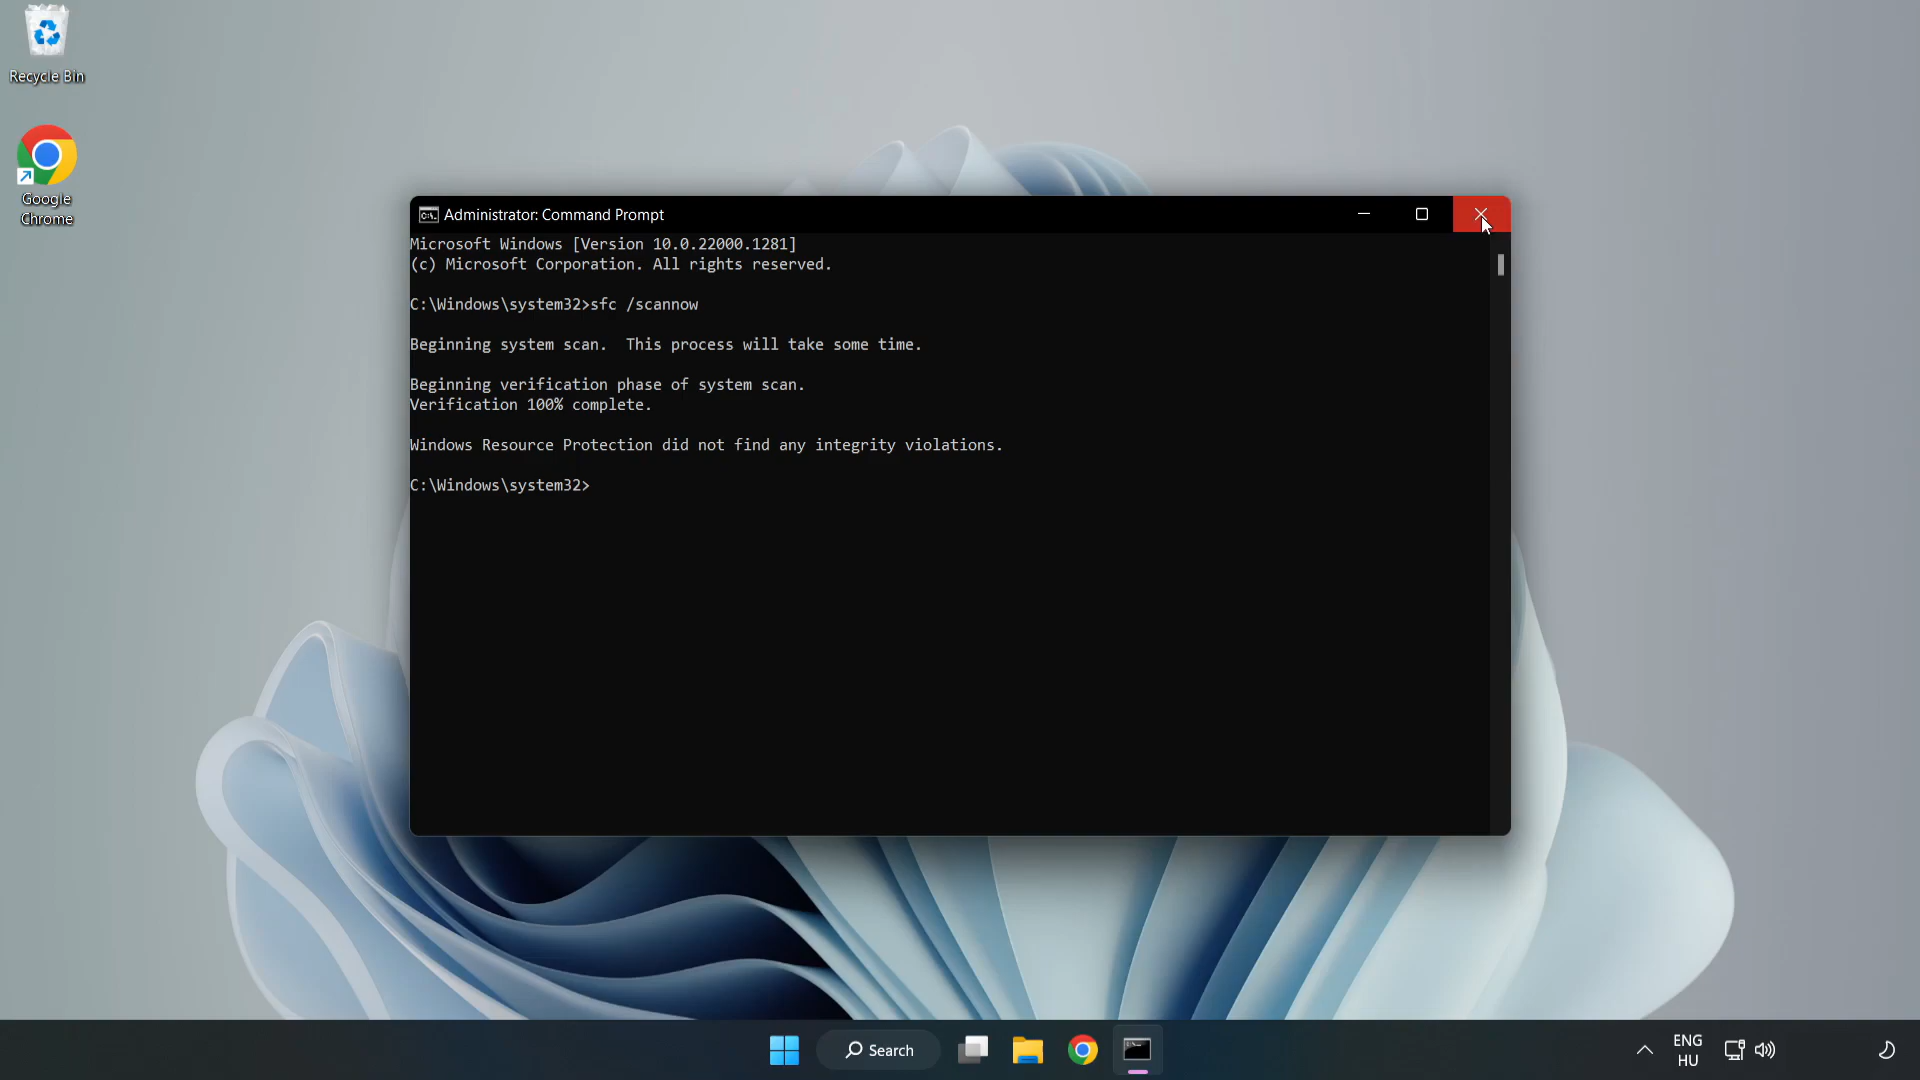 Recycle Bin
Google
Chrome
Administrator: Command Prompt
Microsoft Windows [Version 10.0.22000.1281]
(c) Microsoft Corporation. All rights reserved.
C:\Windows\system32>sfc /scannow
Beginning system scan.  This process will take some time.
Beginning verification phase of system scan.
Verification 100% complete.
Windows Resource Protection did not find any integrity violations.
C:\Windows\system32>
Search
ENG
HU